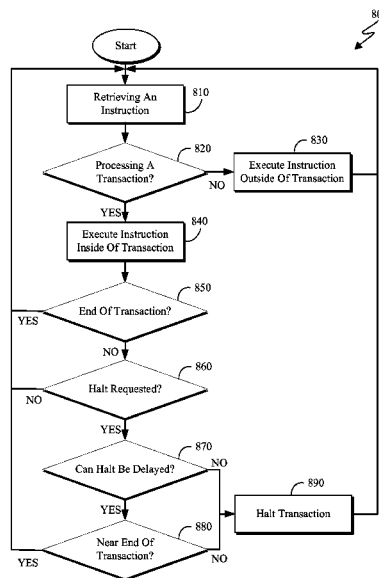 Start
Retrieving An
Instruction
810
Processing A
Transaction?
820
NO
Execute Instruction
Outside Of Transaction
830
YES
Execute Instruction
Inside Of Transaction
840
End Of Transaction?
850
YES
NO
Halt Requested?
860
NO
YES
Can Halt Be Delayed?
870
NO
YES
Halt Transaction
890
Near End Of
Transaction?
880
YES
NO